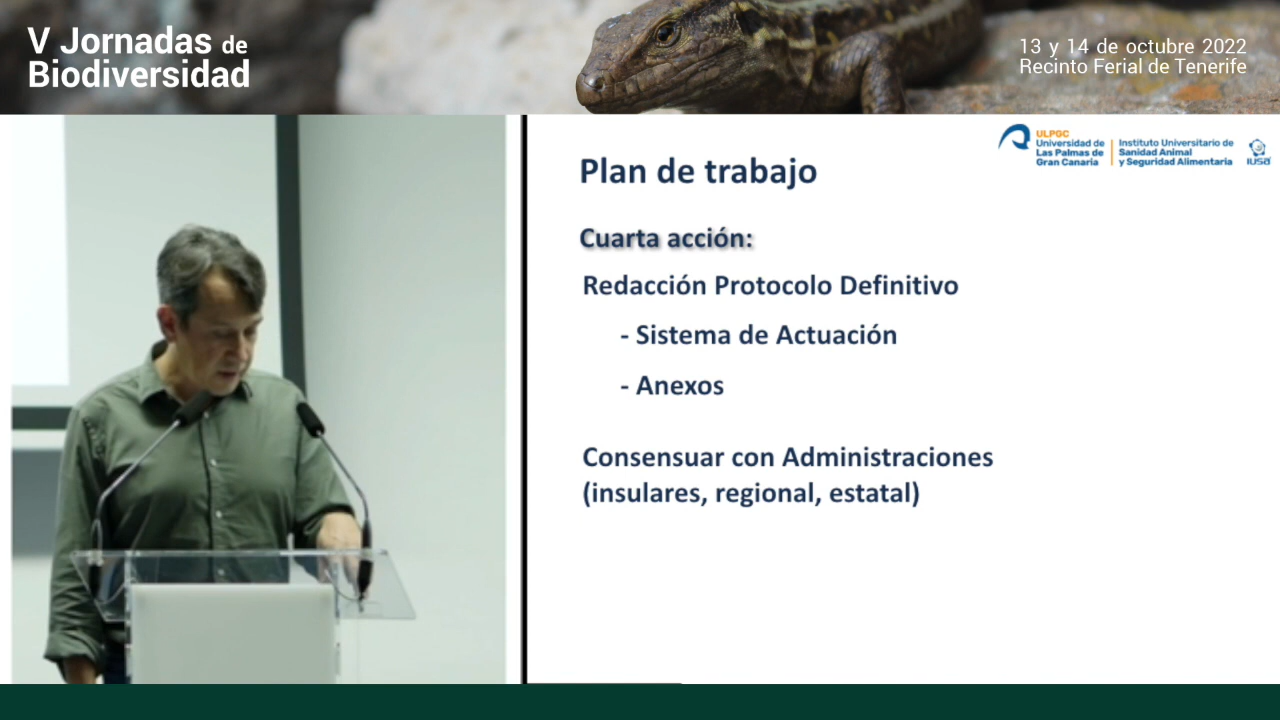 V Jornadas de
Biodiversidad
13 y 14 de octubre 2022
Recinto Ferial de Tenerife
ULPGC
Universidad de
Las Palmas de
Gran Canaria
Instituto Universitario de
Sanidad Animal
y Seguridad Alimentaria
IUSA
Plan de trabajo
Cuarta acción:
Redacción Protocolo Definitivo
- Sistema de Actuación
- Anexos
Consensuar con Administraciones
(insulares, regional, estatal)